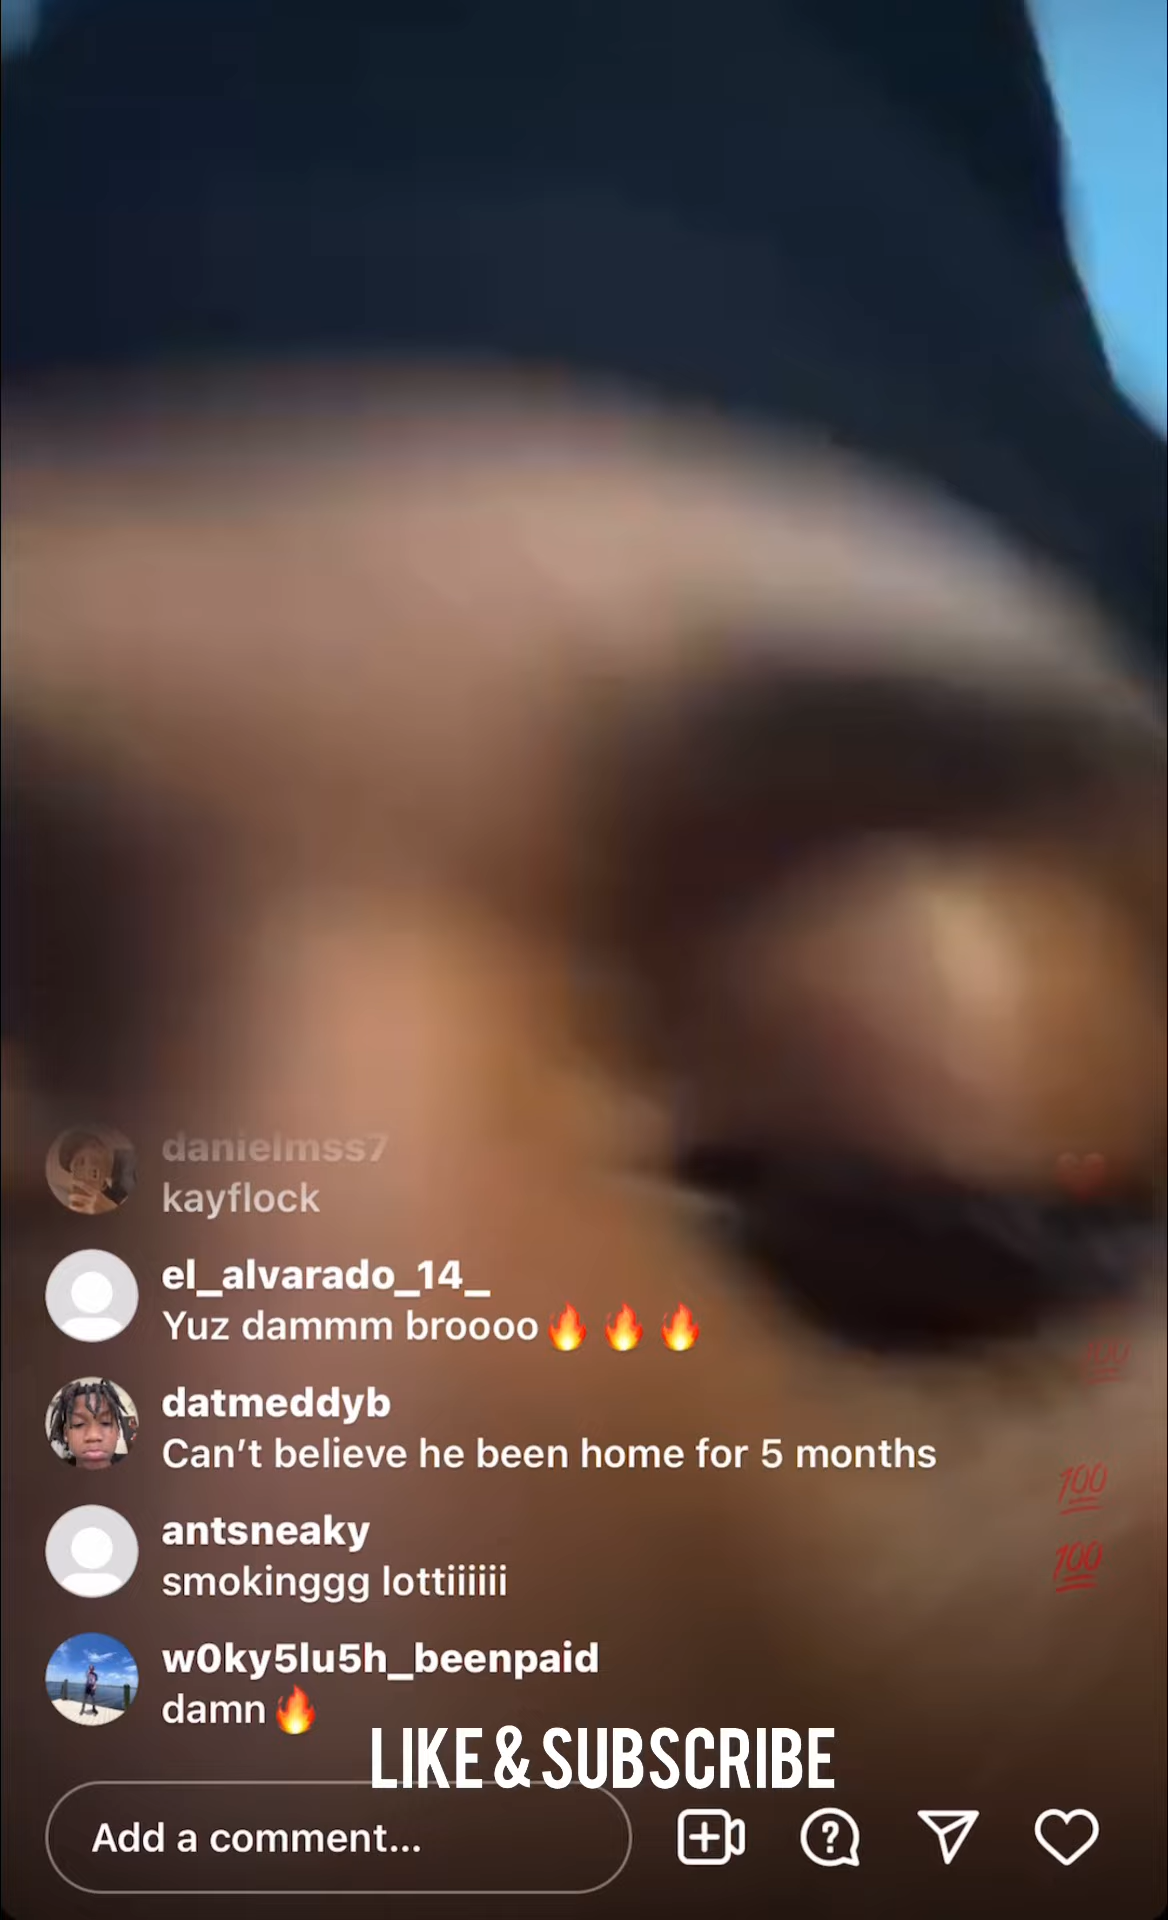 danielmss7
kayflock
el_alvarado_14_
Yuz dammm broooo🔥🔥🔥
datmeddyb
Can’t believe he been home for 5 months
antsneaky
smokinggg lottiiiiii
w0ky5lu5h_beenpaid
damn🔥
LIKE & SUBSCRIBE
Add a comment...
💯
💯
💯